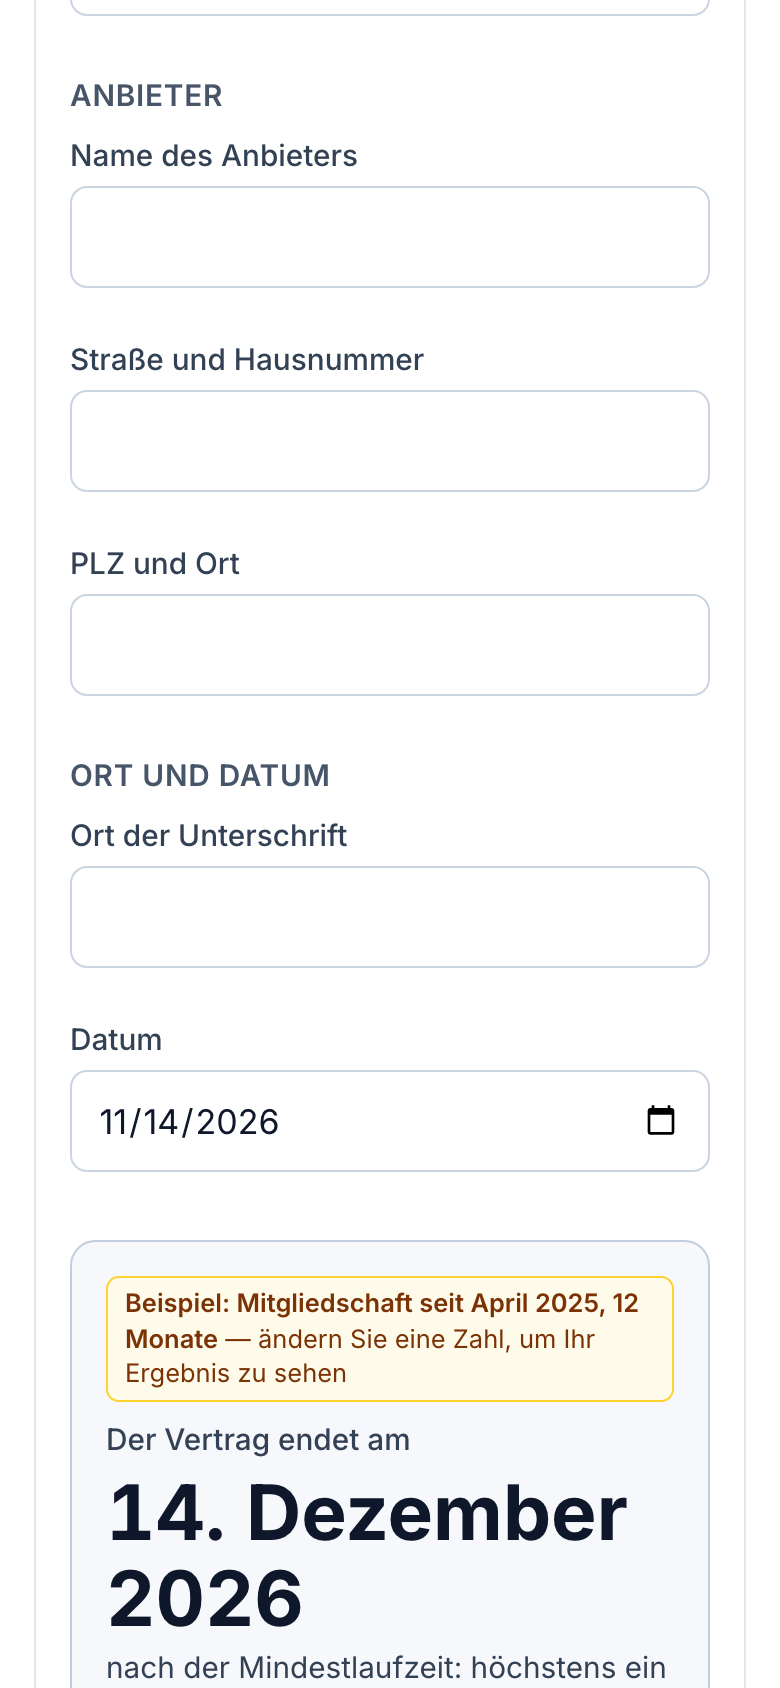 ANBIETER
Name des Anbieters
Straße und Hausnummer
PLZ und Ort
ORT UND DATUM
Ort der Unterschrift
Datum
11/14/2026
Beispiel: Mitgliedschaft seit April 2025, 12
Monate — ändern Sie eine Zahl, um Ihr
Ergebnis zu sehen
Der Vertrag endet am
14. Dezember
2026
nach der Mindestlaufzeit: höchstens ein